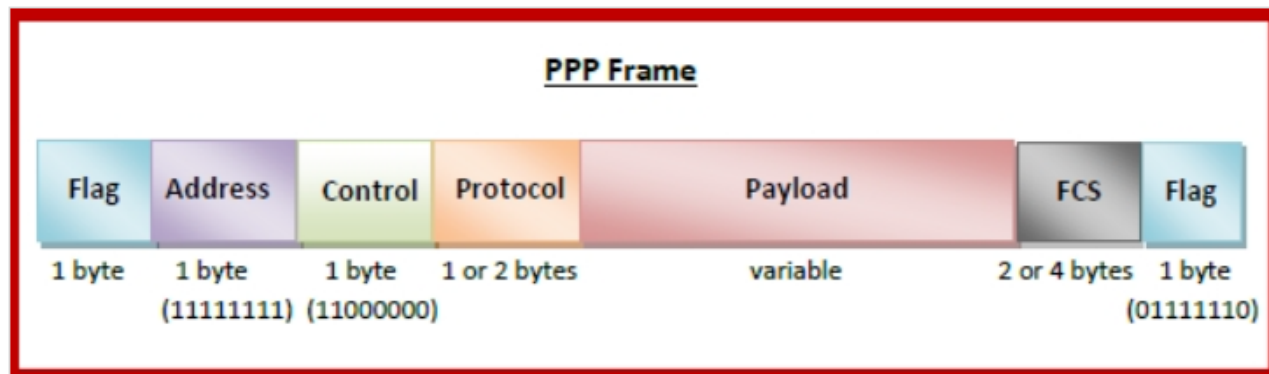 PPP Frame
Flag Address Control Protocol Payload FCS Flag
1 byte 1 byte 1 byte 1 or 2 bytes variable 2 or 4 bytes 1 byte
(11111111) (11000000) (01111110)